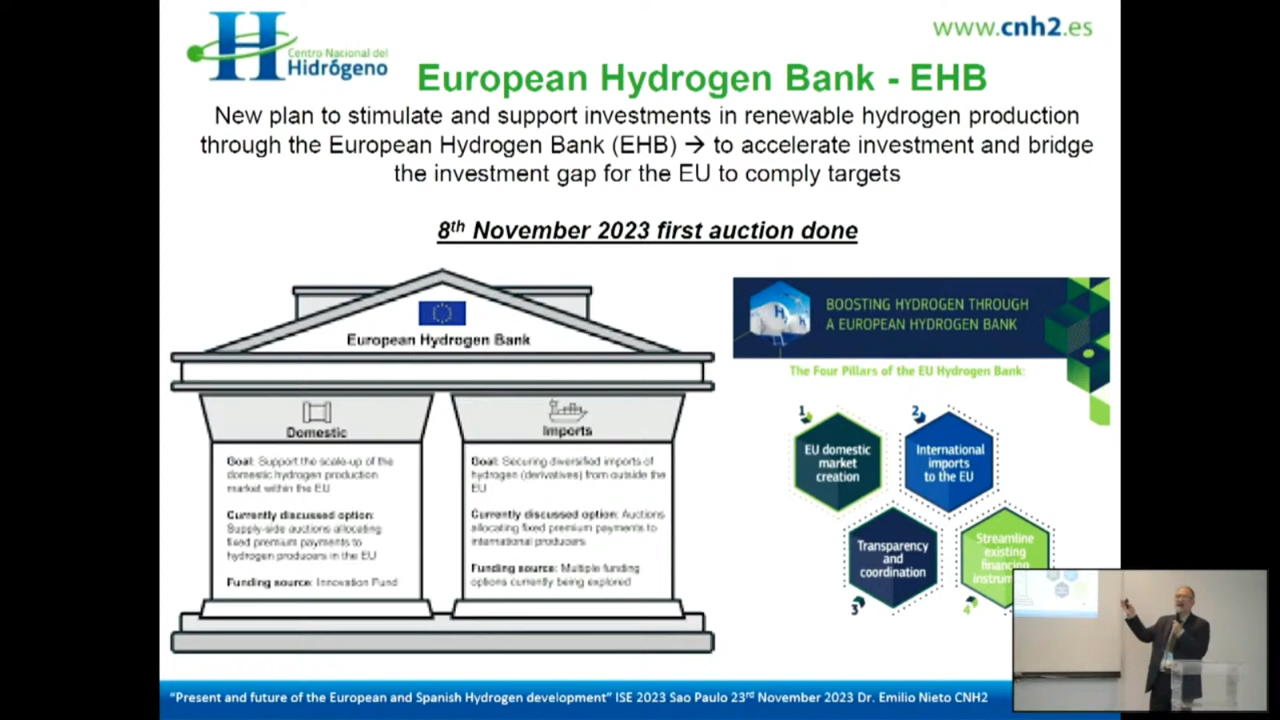 Centro Nacional del
Hidrógeno
www.cnh2.es
European Hydrogen Bank - EHB
New plan to stimulate and support investments in renewable hydrogen production
through the European Hydrogen Bank (EHB) → to accelerate investment and bridge
the investment gap for the EU to comply targets
8th November 2023 first auction done
European Hydrogen Bank
Domestic
Goal: Support the scale-up of the
domestic hydrogen production
market within the EU
Currently discussed option:
Supply-side auctions allocating
fixed premium payments to
hydrogen producers in the EU
Funding source: Innovation Fund
Imports
Goal: Securing diversified imports of
hydrogen (derivatives) from outside the
EU
Currently discussed option: Auctions
allocating fixed premium payments to
international producers
Funding source: Multiple funding
options currently being explored
BOOSTING HYDROGEN THROUGH
A EUROPEAN HYDROGEN BANK
The Four Pillars of the EU Hydrogen Bank:
1
EU domestic
market
creation
2
International
imports
to the EU
Transparency
and
coordination
3
Streamline
existing
financing
4
"Present and future of the European and Spanish Hydrogen development" ISE 2023 Sao Paulo 23rd November 2023 Dr. Emilio Nieto CNH2